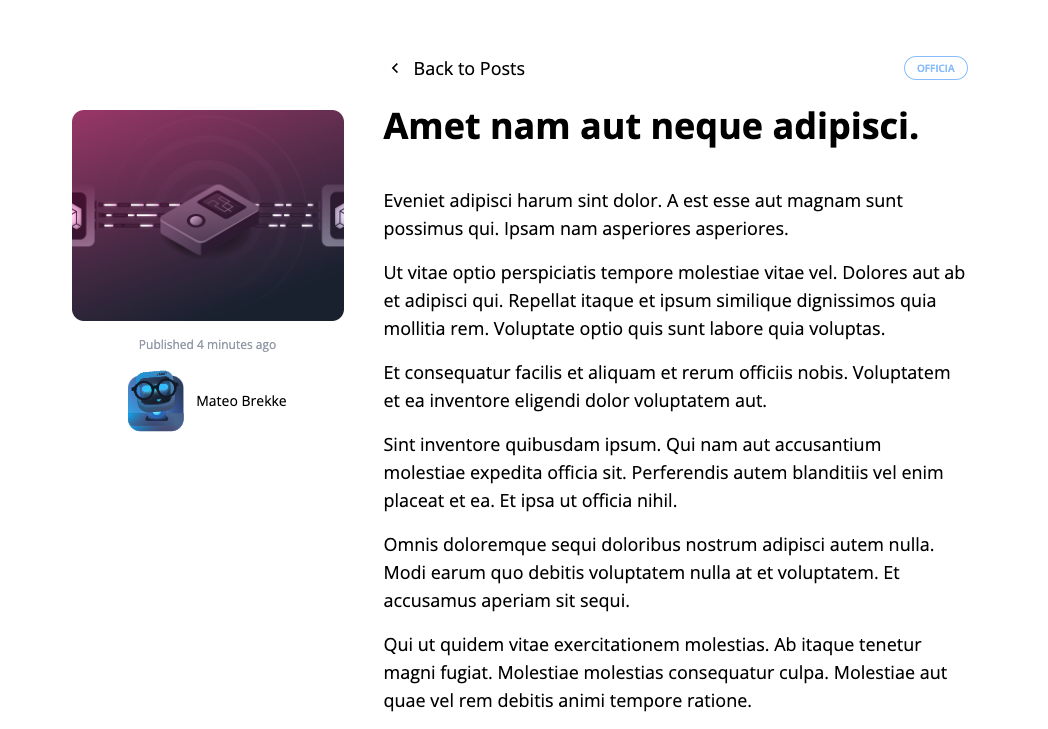 Back to Posts
OFFICIA
Amet nam aut neque adipisci.
Published 4 minutes ago
Mateo Brekke
Eveniet adipisci harum sint dolor. A est esse aut magnam sunt
possimus qui. Ipsam nam asperiores asperiores.
Ut vitae optio perspiciatis tempore molestiae vitae vel. Dolores aut ab
et adipisci qui. Repellat itaque et ipsum similique dignissimos quia
mollitia rem. Voluptate optio quis sunt labore quia voluptas.
Et consequatur facilis et aliquam et rerum officiis nobis. Voluptatem
et ea inventore eligendi dolor voluptatem aut.
Sint inventore quibusdam ipsum. Qui nam aut accusantium
molestiae expedita officia sit. Perferendis autem blanditiis vel enim
placeat et ea. Et ipsa ut officia nihil.
Omnis doloremque sequi doloribus nostrum adipisci autem nulla.
Modi earum quo debitis voluptatem nulla at et voluptatem. Et
accusamus aperiam sit sequi.
Qui ut quidem vitae exercitationem molestias. Ab itaque tenetur
magni fugiat. Molestiae molestias consequatur culpa. Molestiae aut
quae vel rem debitis animi tempore ratione.